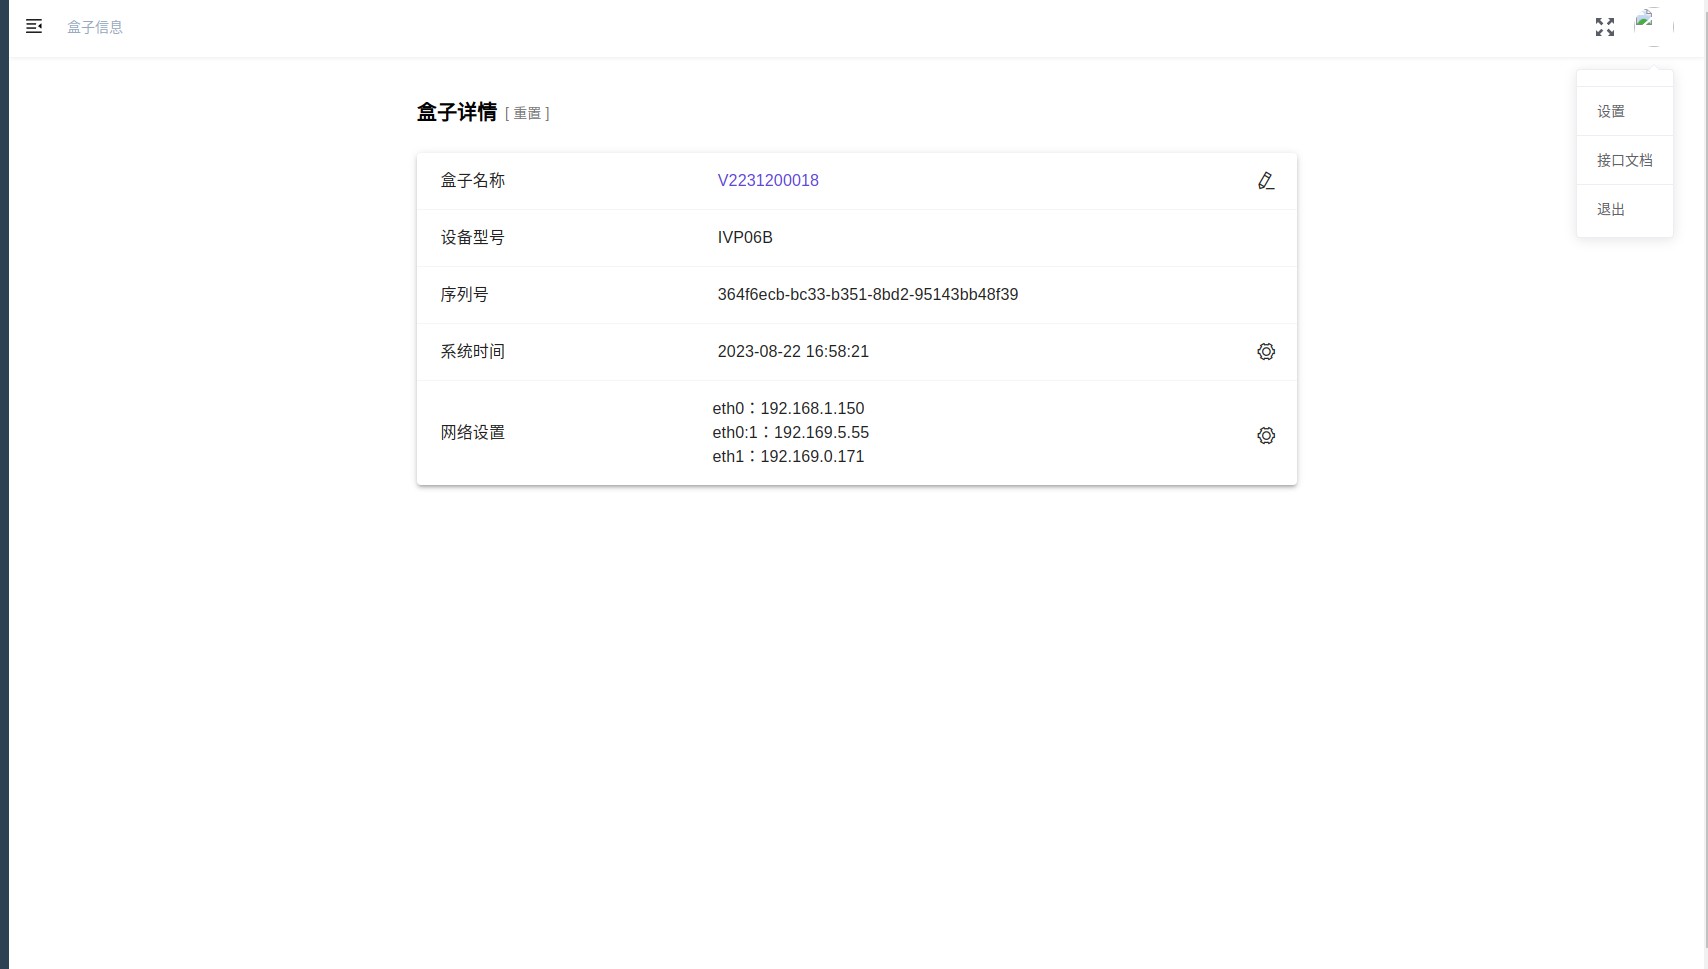 盒子信息
盒子详情 [ 重置 ]
盒子名称 V2231200018
设备型号 IVP06B
序列号 364f6ecb-bc33-b351-8bd2-95143bb48f39
系统时间 2023-08-22 16:58:21
网络设置
eth0：192.168.1.150
eth0:1：192.169.5.55
eth1：192.169.0.171
设置
接口文档
退出